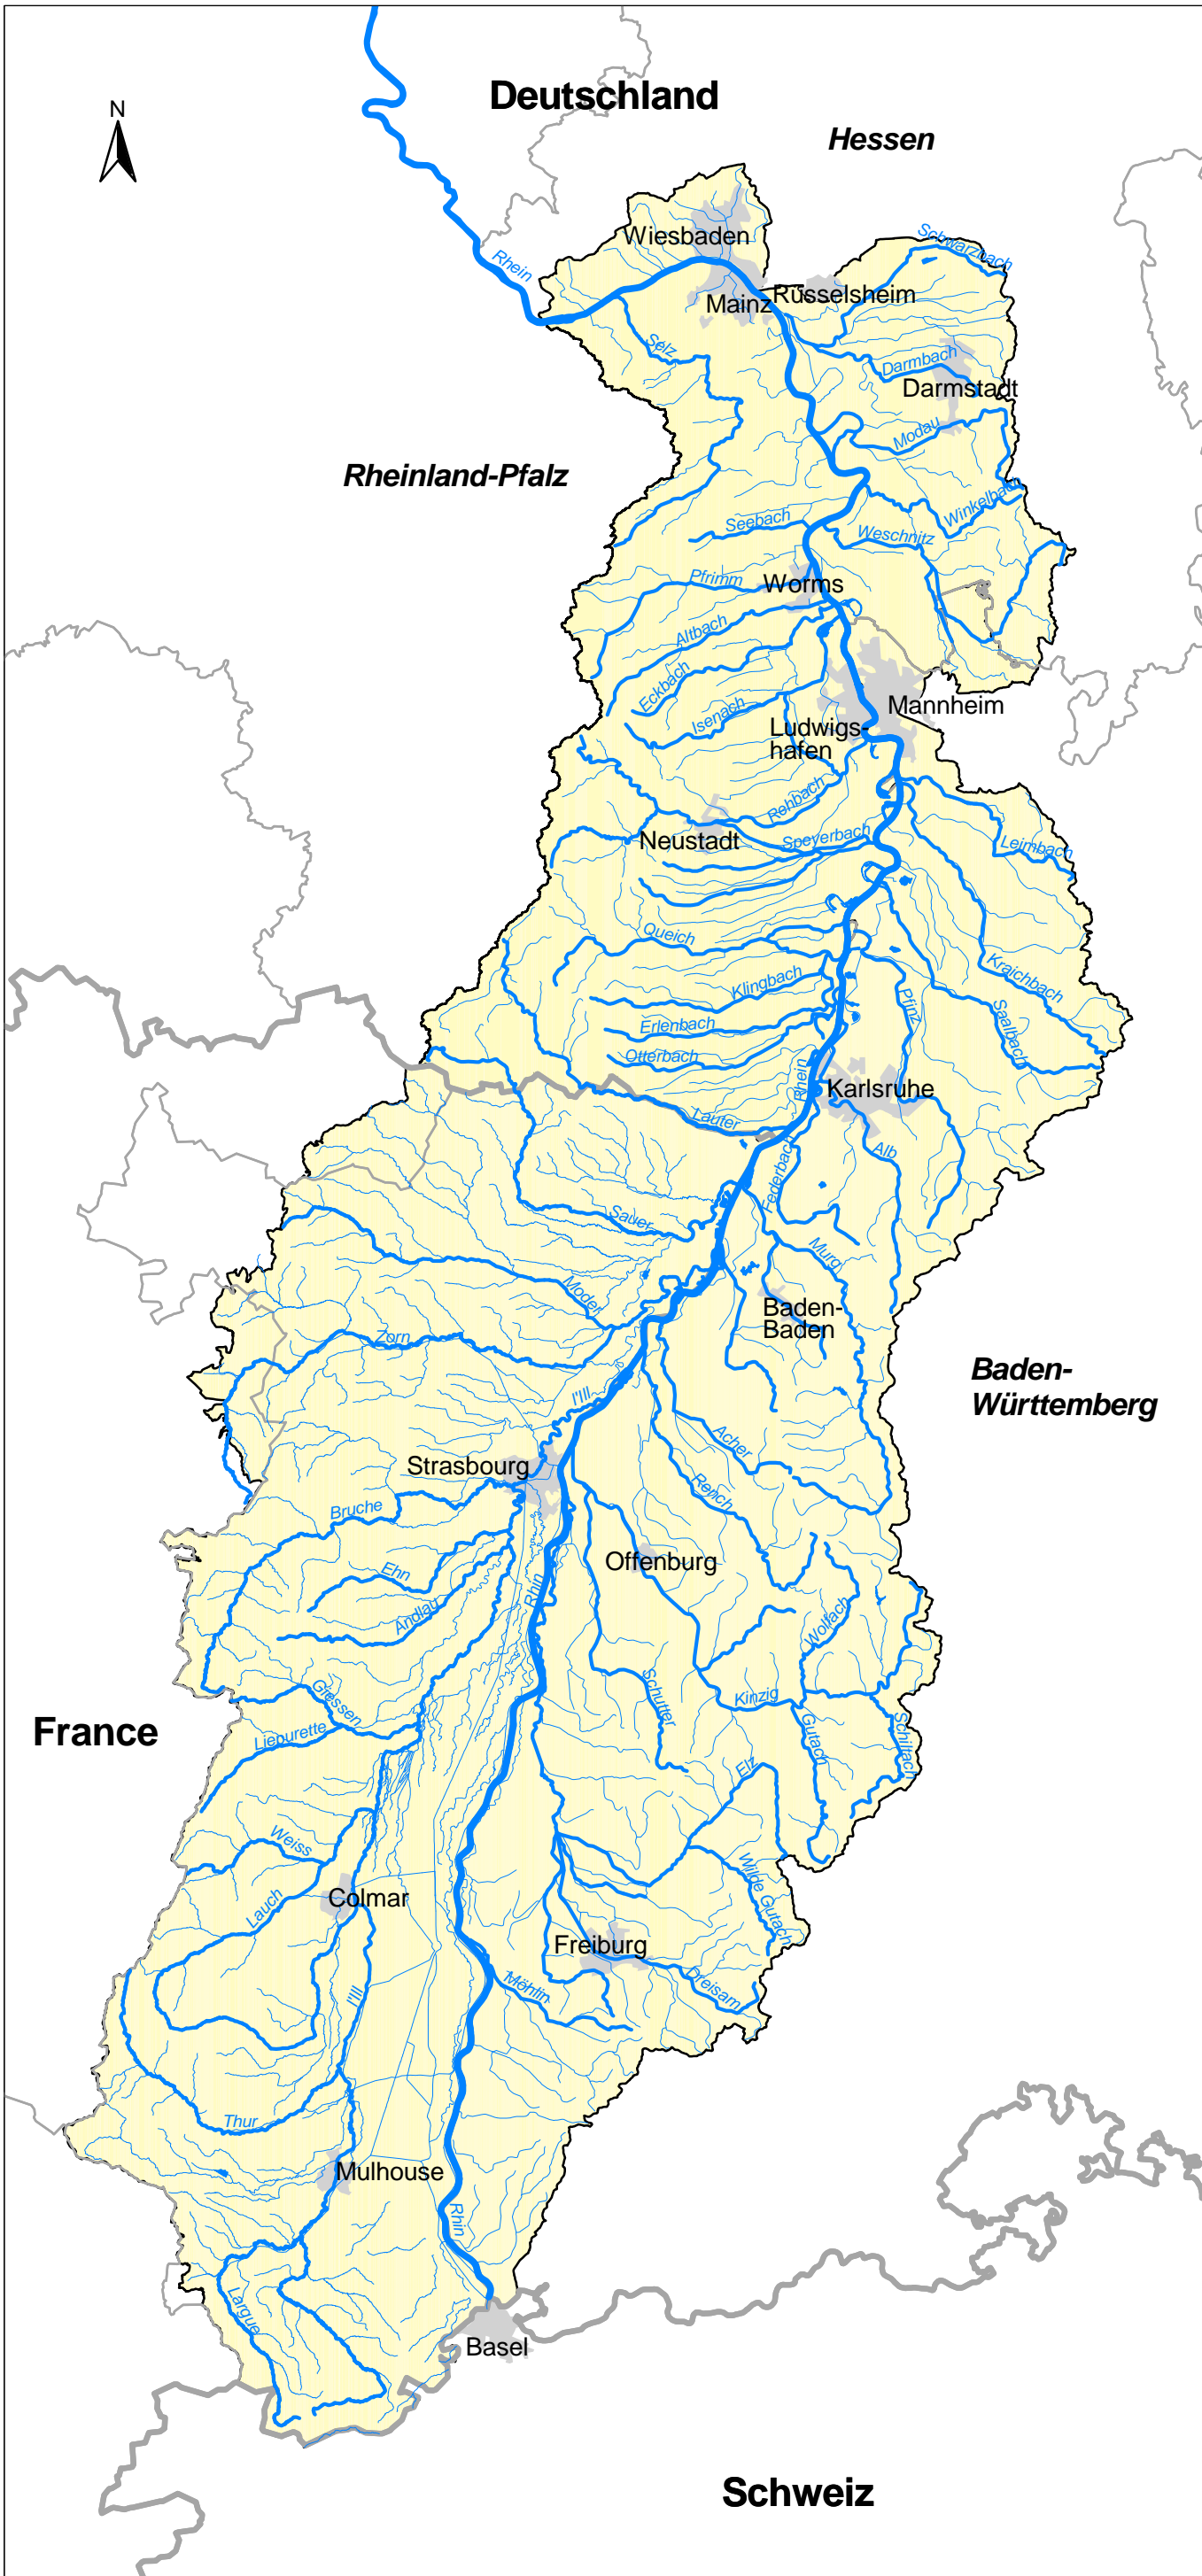 Deutschland
N
Hessen
Schwarzbach
Wiesbaden
Rhein
Rüsselsheim
Mainz
Selz
Darmbach
Darmstadt
Modau
Rheinland-Pfalz
Winkelbach
Seebach
Weschnitz
Pfrimm
Worms
Altbach
Eckbach
Isenach
Mannheim
Ludwigs-
hafen
Rehbach
Speyerbach
Neustadt
Leimbach
Queich
Kraichbach
Klingbach
Pfinz
Erlenbach
Saalbach
Otterbach
Rhein
Karlsruhe
Lauter
Alb
Federbach
Sauer
Murg
Moder
Baden-
Baden
Zorn
Baden-
Württemberg
l'Ill
Acher
Strasbourg
Rench
Bruche
Offenburg
Ehn
Rhin
Andlau
Wolfach
Giessen
Schutter
Kinzig
France
Liepurette
Gutach
Schiltach
Elz
Weiss
Wilde Gutach
Colmar
Lauch
Freiburg
Dreisam
Möhlin
l'Ill
Thur
Mulhouse
Rhin
Largue
Basel
Schweiz